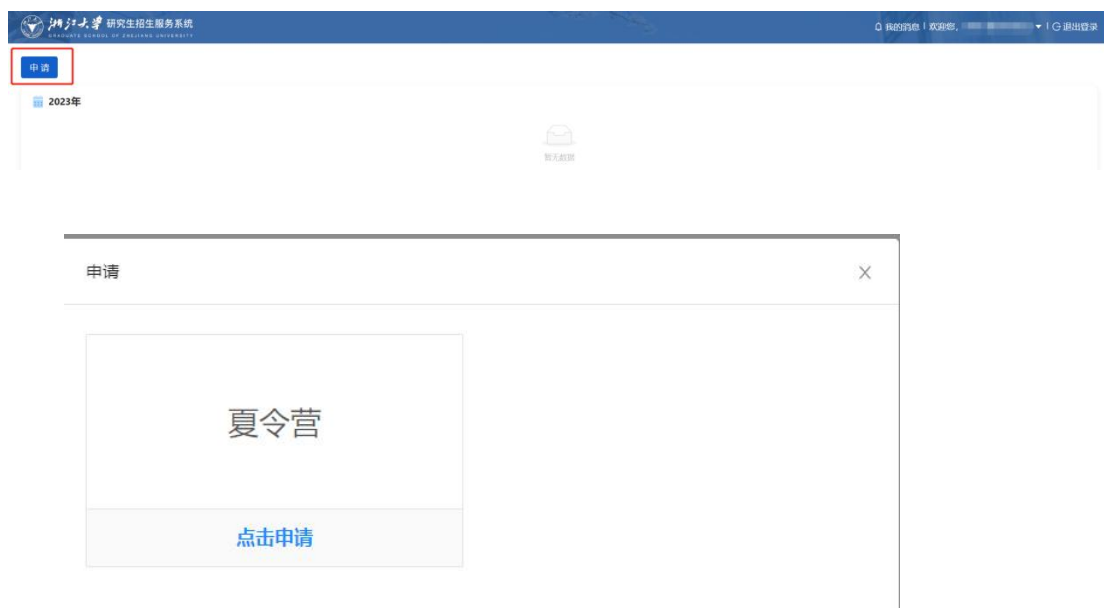 浙江大学 研究生招生服务系统
GRADUATE SCHOOL OF ZHEJIANG UNIVERSITY
我的消息 | 欢迎您, | 退出登录
申请
2023年
暂无数据
申请
夏令营
点击申请